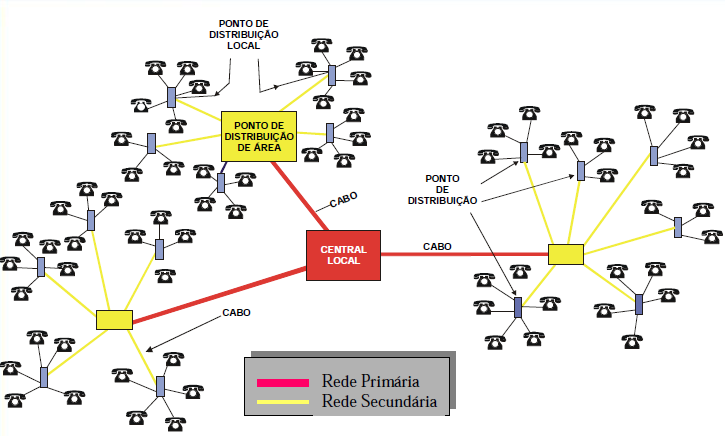 PONTO DE
DISTRIBUIÇÃO
LOCAL
PONTO DE
DISTRIBUIÇÃO
DE ÁREA
CABO
PONTO
DE
DISTRIBUIÇÃO
CENTRAL
LOCAL
CABO
CABO
Rede Primária
Rede Secundária